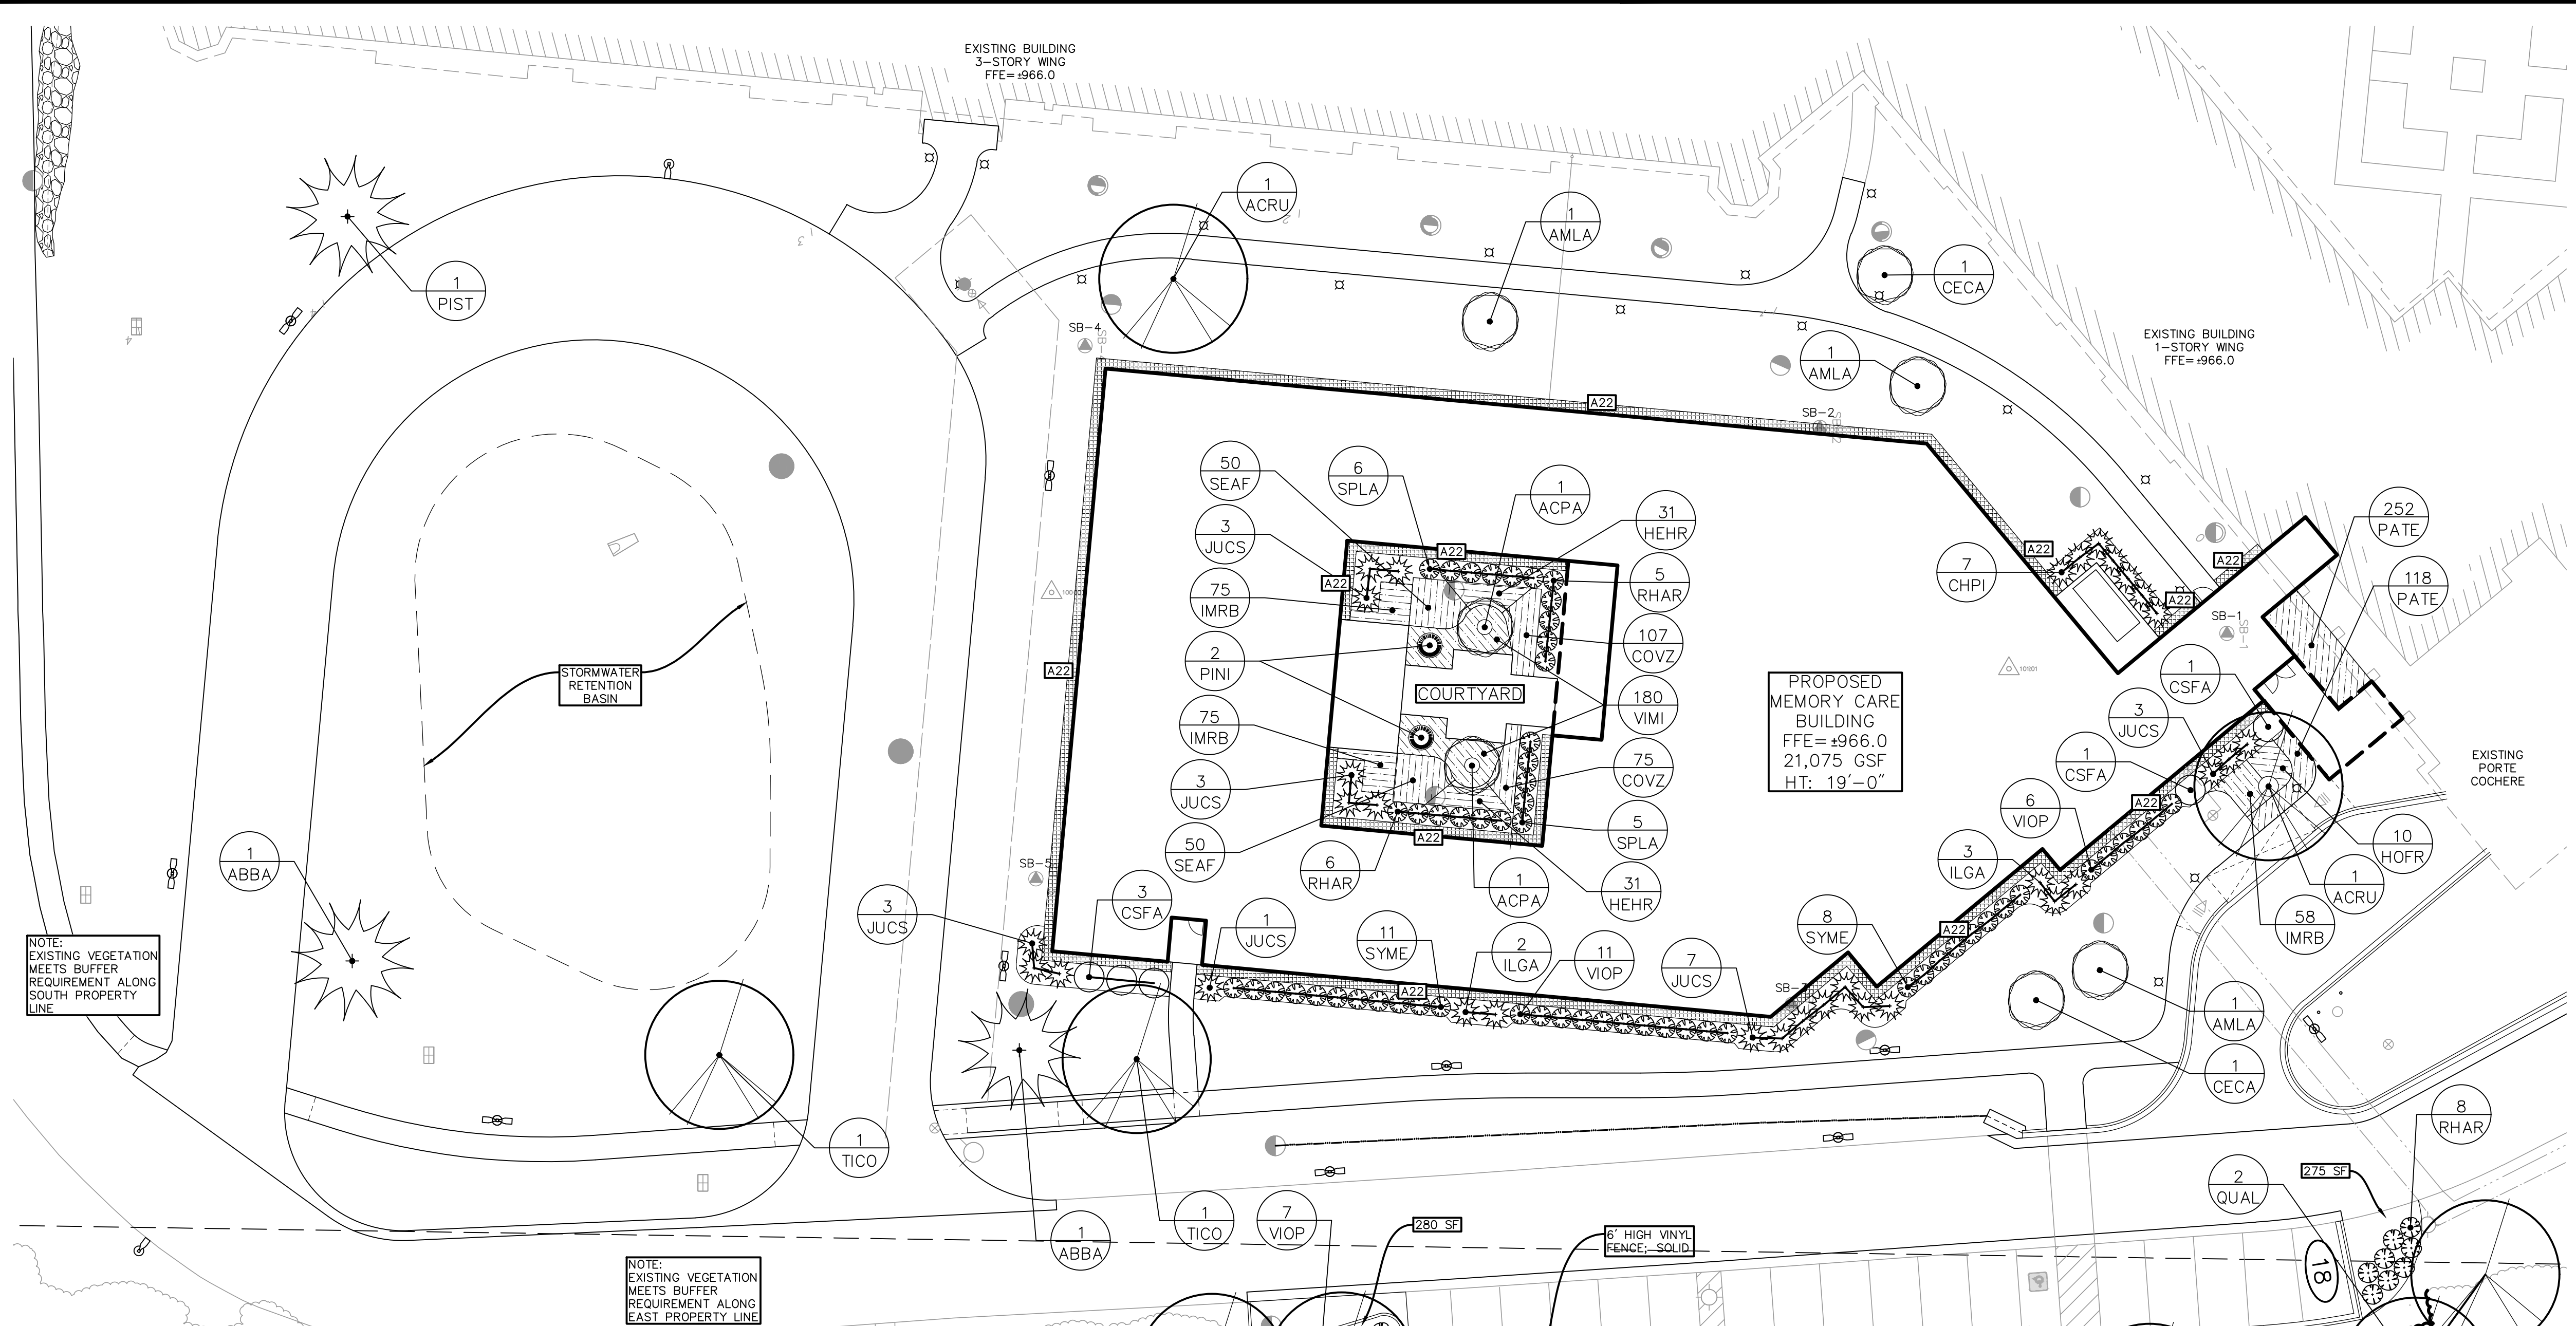 EXISTING BUILDING
3-STORY WING
FFE=±966.0
1
ACRU
1
AMLA
1
CECA
1
PIST
SB-4
1
AMLA
EXISTING BUILDING
1-STORY WING
FFE=±966.0
A22
SB-2
50
SEAF
6
SPLA
1
ACPA
31
HEHR
252
PATE
3
JUCS
A22
A22
5
RHAR
7
CHPI
A22
A22
A22
118
PATE
75
IMRB
107
COVZ
SB-1
2
PINI
A22
COURTYARD
STORMWATER
RETENTION
BASIN
PROPOSED
MEMORY CARE
BUILDING
FFE=±966.0
21,075 GSF
HT: 19'-0"
1
CSFA
180
VIMI
3
JUCS
75
IMRB
75
COVZ
1
CSFA
EXISTING
PORTE
COCHERE
3
JUCS
6
VIOP
A22
50
SEAF
A22
5
SPLA
10
HOFR
1
ABBA
SB-5
6
RHAR
1
ACPA
31
HEHR
3
ILGA
1
ACRU
3
JUCS
3
CSFA
1
JUCS
11
SYME
2
ILGA
11
VIOP
7
JUCS
8
SYME
A22
58
IMRB
NOTE:
EXISTING VEGETATION
MEETS BUFFER
REQUIREMENT ALONG
SOUTH PROPERTY
LINE
A22
1
AMLA
1
CECA
8
RHAR
1
TICO
275 SF
2
QUAL
1
ABBA
1
TICO
7
VIOP
280 SF
6' HIGH VINYL
FENCE; SOLID
18
NOTE:
EXISTING VEGETATION
MEETS BUFFER
REQUIREMENT ALONG
EAST PROPERTY LINE